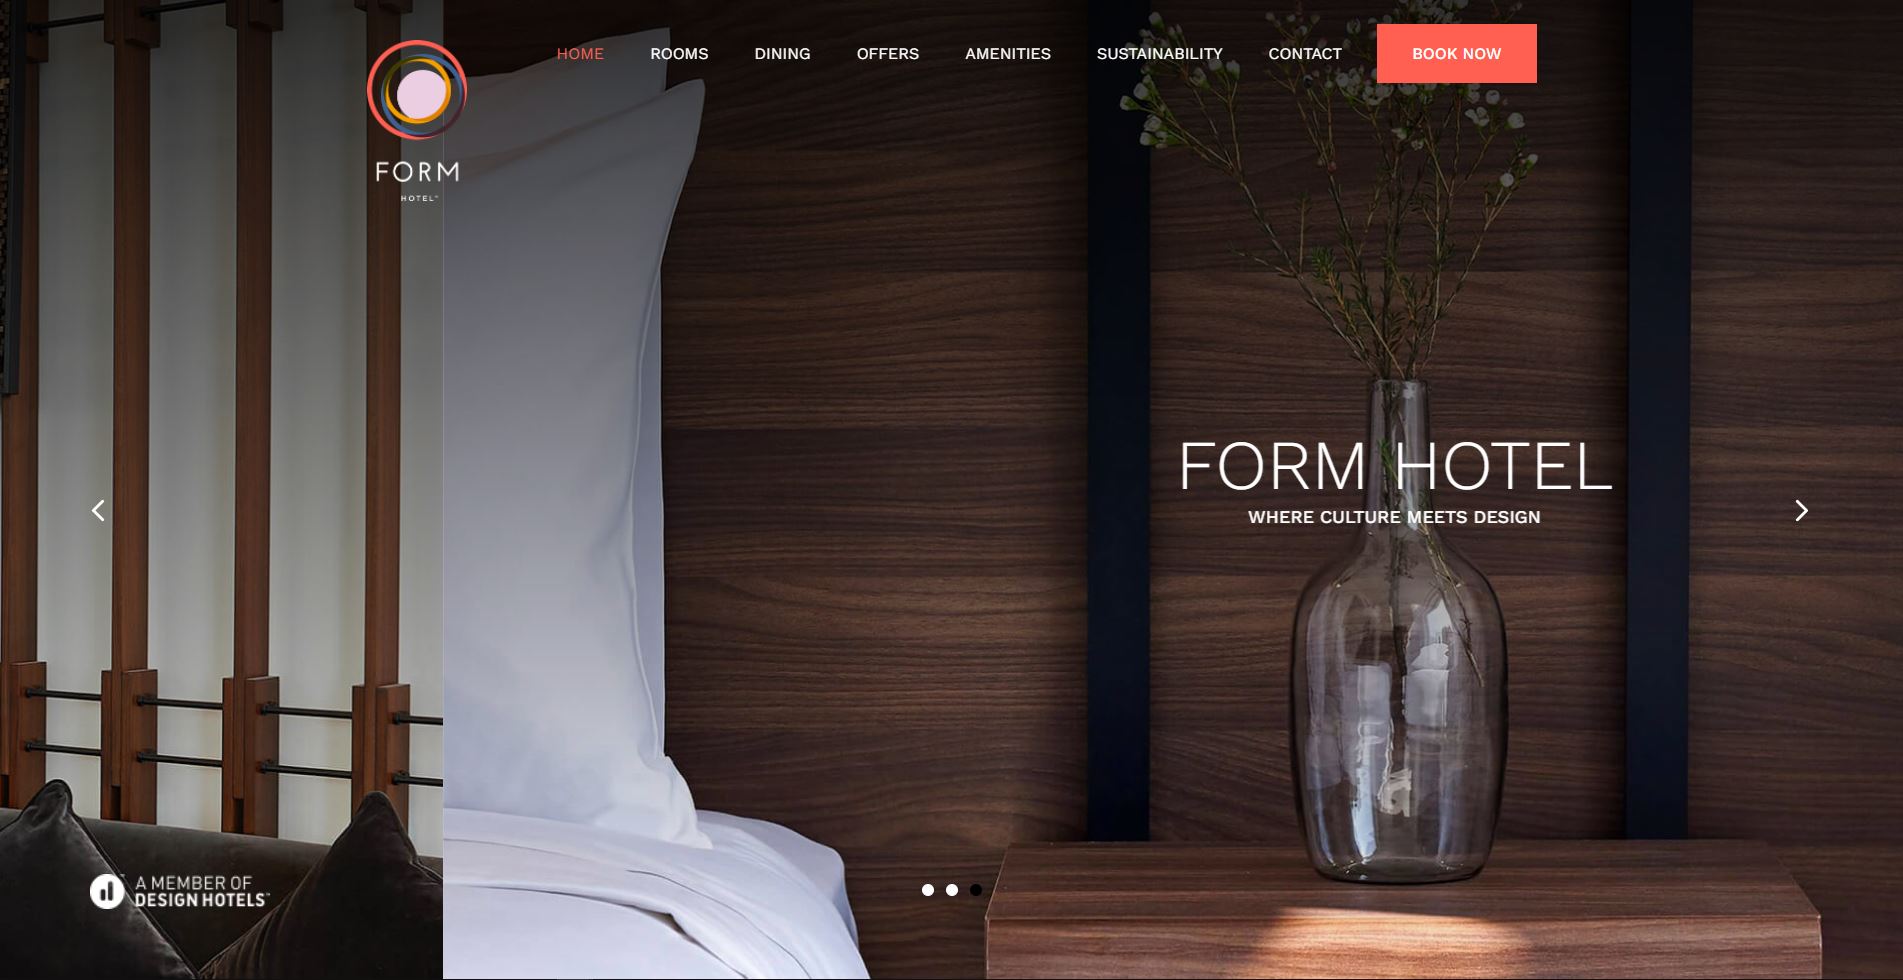 HOME ROOMS DINING OFFERS AMENITIES SUSTAINABILITY CONTACT BOOK NOW
FORM
HOTEL™
FORM HOTEL
WHERE CULTURE MEETS DESIGN
A MEMBER OF
DESIGN HOTELS™